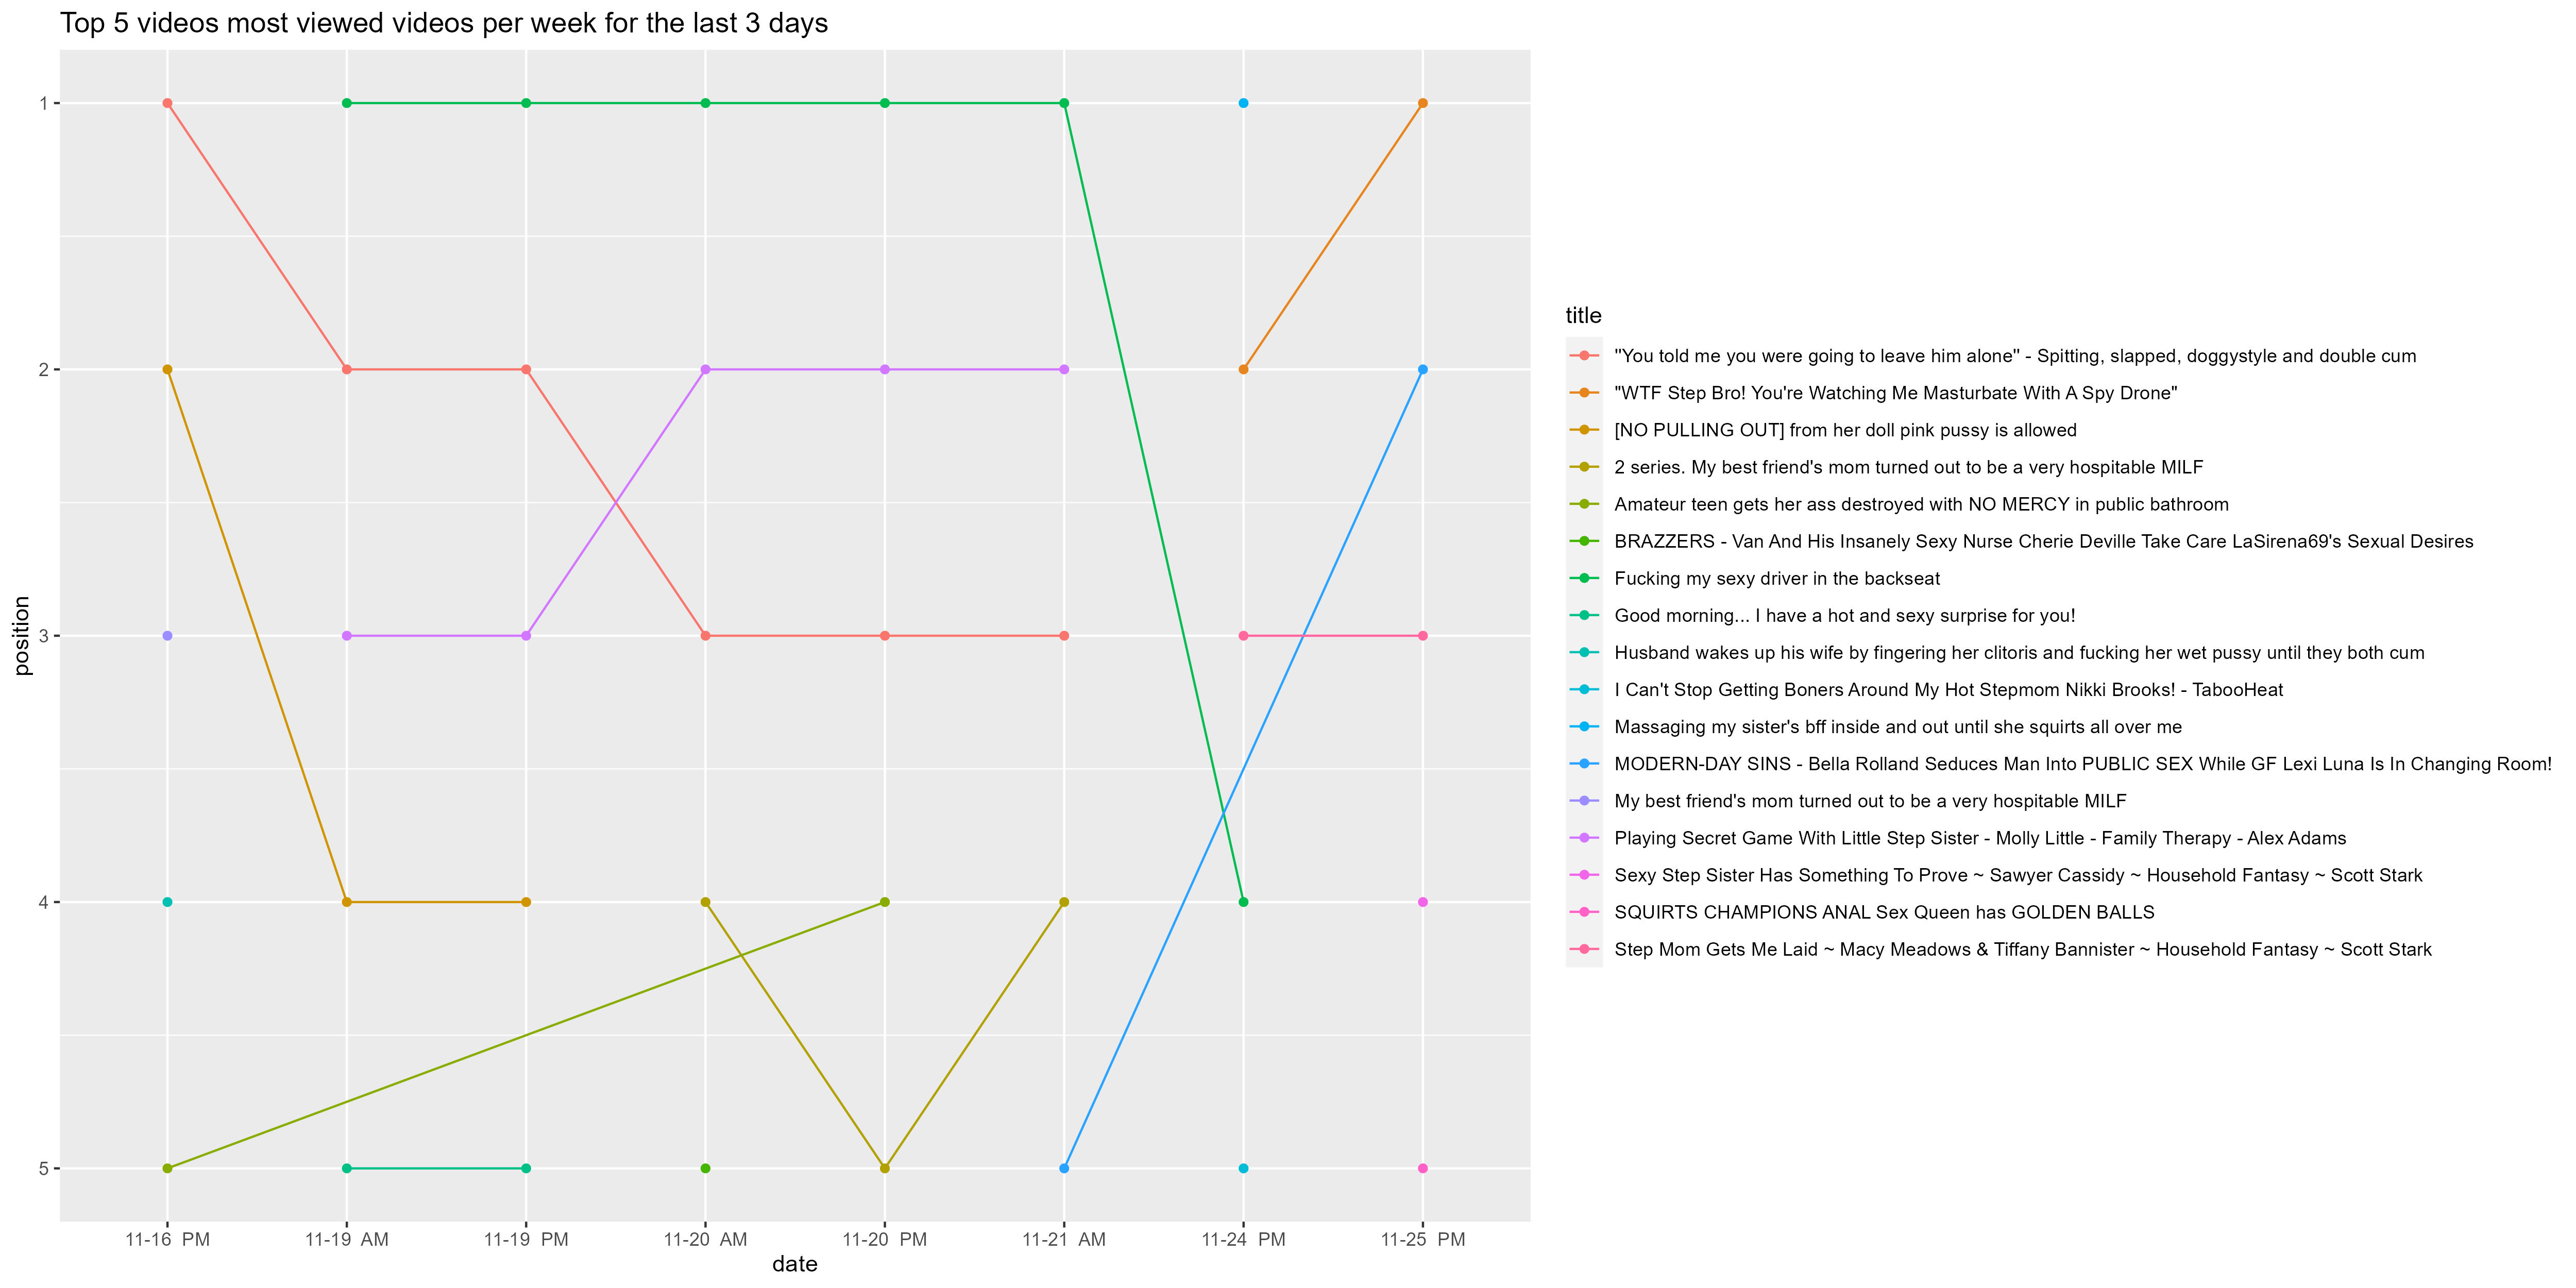 Top 5 videos most viewed videos per week for the last 3 days
position
1
2
3
4
5
11-16 PM
11-19 AM
11-19 PM
11-20 AM
11-20 PM
11-21 AM
11-24 PM
11-25 PM
date
title
"You told me you were going to leave him alone" - Spitting, slapped, doggystyle and double cum
"WTF Step Bro! You're Watching Me Masturbate With A Spy Drone"
[NO PULLING OUT] from her doll pink pussy is allowed
2 series. My best friend's mom turned out to be a very hospitable MILF
Amateur teen gets her ass destroyed with NO MERCY in public bathroom
BRAZZERS - Van And His Insanely Sexy Nurse Cherie Deville Take Care LaSirena69's Sexual Desires
Fucking my sexy driver in the backseat
Good morning... I have a hot and sexy surprise for you!
Husband wakes up his wife by fingering her clitoris and fucking her wet pussy until they both cum
I Can't Stop Getting Boners Around My Hot Stepmom Nikki Brooks! - TabooHeat
Massaging my sister's bff inside and out until she squirts all over me
MODERN-DAY SINS - Bella Rolland Seduces Man Into PUBLIC SEX While GF Lexi Luna Is In Changing Room!
My best friend's mom turned out to be a very hospitable MILF
Playing Secret Game With Little Step Sister - Molly Little - Family Therapy - Alex Adams
Sexy Step Sister Has Something To Prove ~ Sawyer Cassidy ~ Household Fantasy ~ Scott Stark
SQUIRTS CHAMPIONS ANAL Sex Queen has GOLDEN BALLS
Step Mom Gets Me Laid ~ Macy Meadows & Tiffany Bannister ~ Household Fantasy ~ Scott Stark